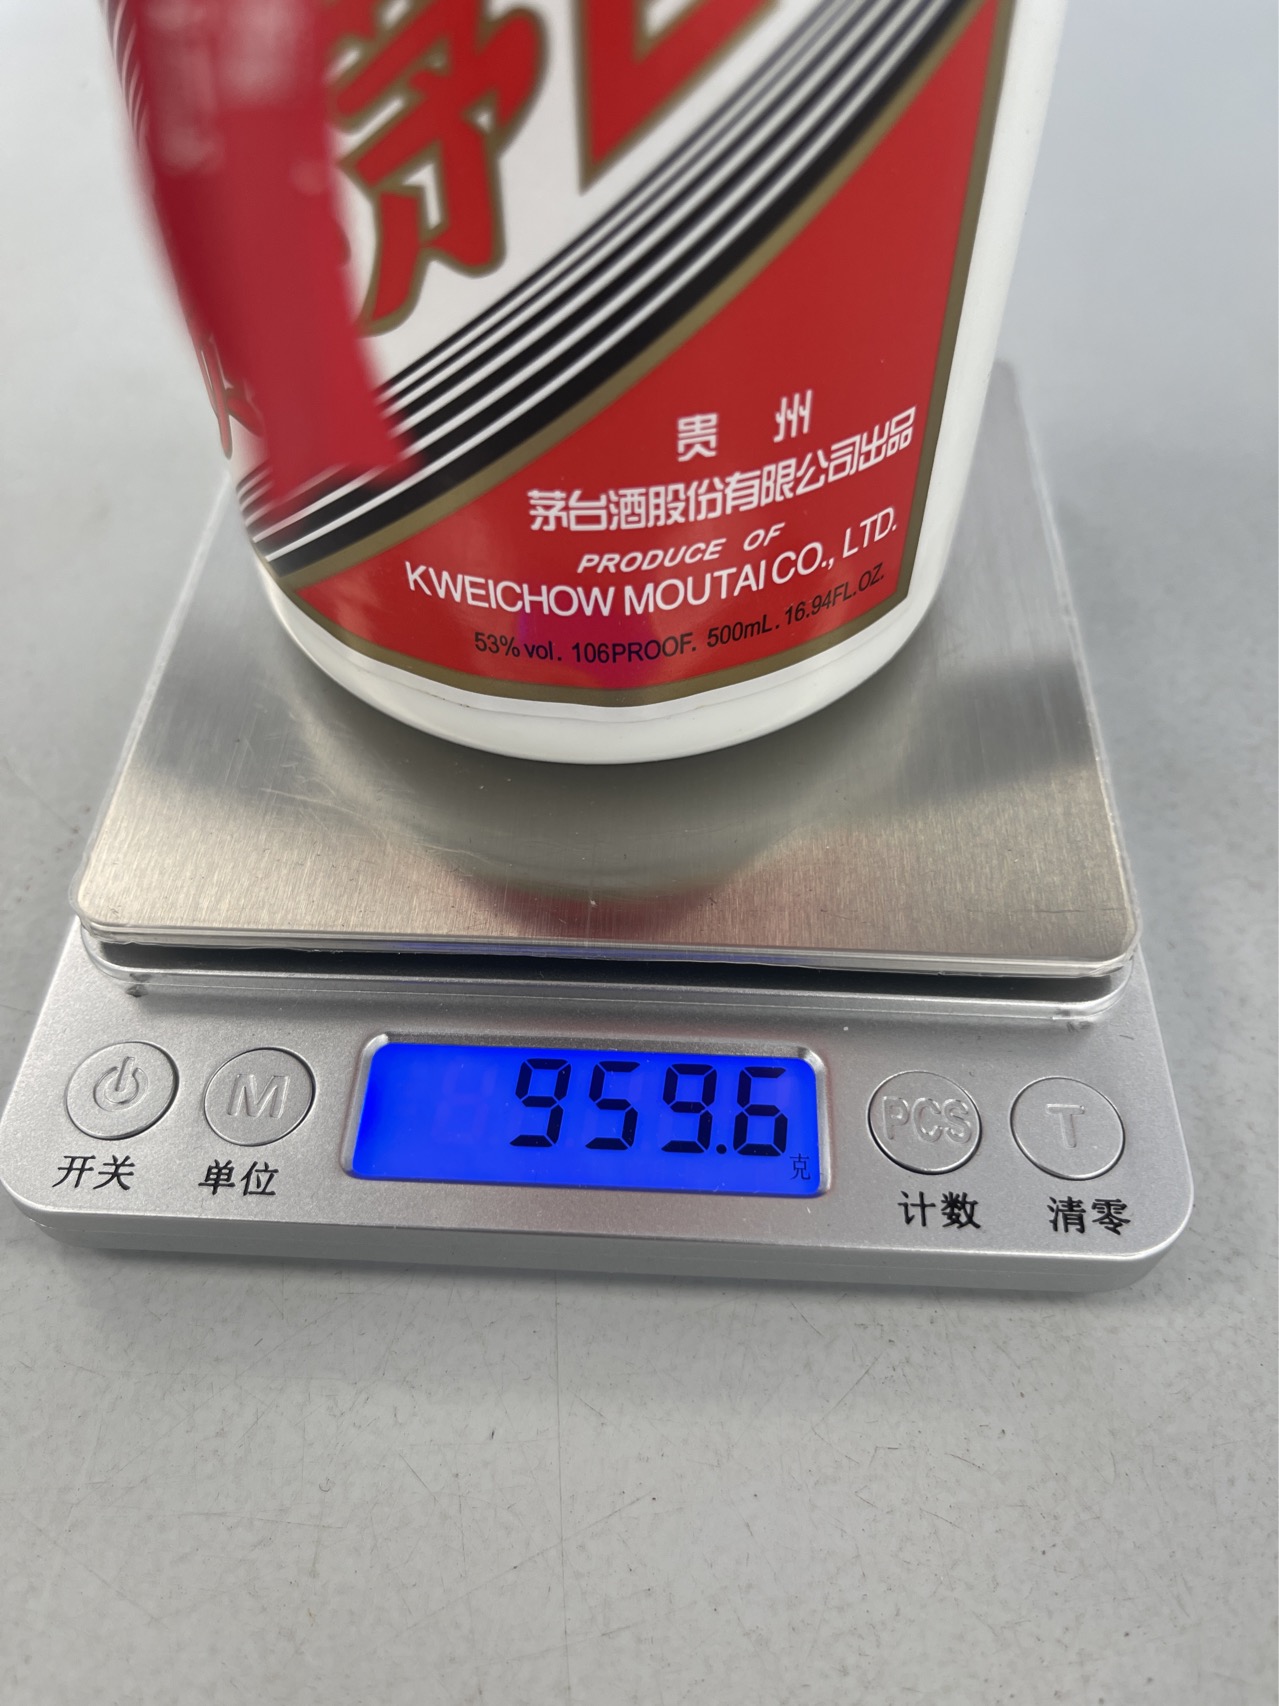 茅
贵 州
茅台酒股份有限公司出品
PRODUCE OF
KWEICHOW MOUTAI CO., LTD.
53% vol. 106PROOF. 500mL. 16.94FL.OZ.
959.6
克
M
PCS
T
开关
单位
计数
清零